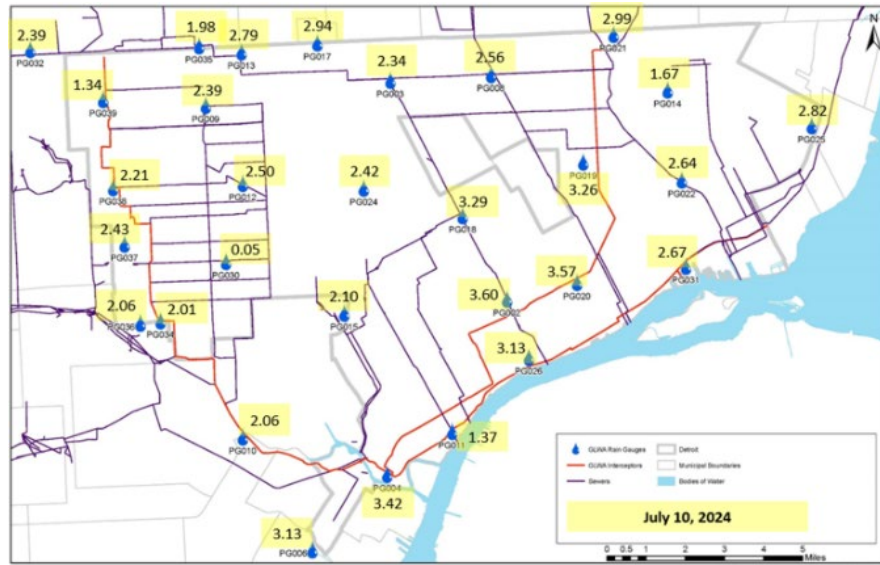 2.99
N
2.94
1.98
2.39
2.79
PG021
PG017
PG035
PG032
PG013
2.56
2.34
1.67
PG003
PG014
1.34
2.39
2.82
PG039
PG009
PG025
2.64
2.50
2.42
PG019
2.21
3.26
PG012
PG022
PG038
PG024
3.29
PG018
2.43
0.05
2.67
PG037
PG030
3.57
PG031
PG020
3.60
2.10
2.06
2.01
PG002
PG036
PG034
PG015
3.13
PG026
2.06
PG010
PG011
1.37
PG004
3.42
3.13
PG006
GLWA Rain Gauges
GLWA Interceptors
Sewers
Detroit
Municipal Boundaries
Bodies of Water
July 10, 2024
0 0.5 1 2 3 4 5
Miles